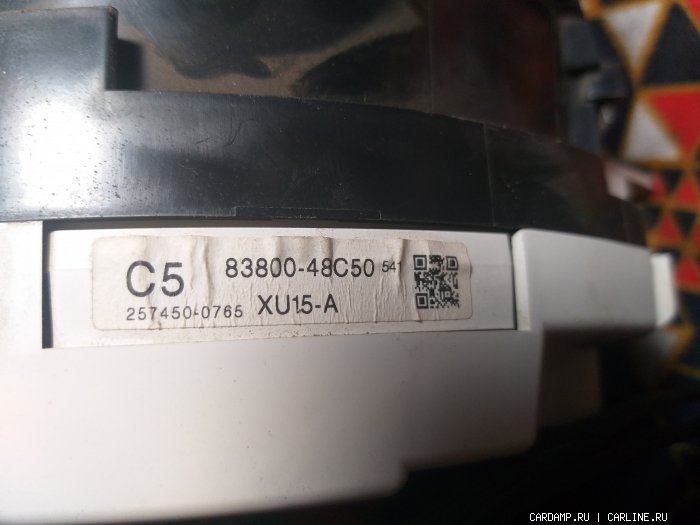 C5 83800-48C50 541
257450-0765 XU15-A
CARDAMP.RU | CARLINE.RU